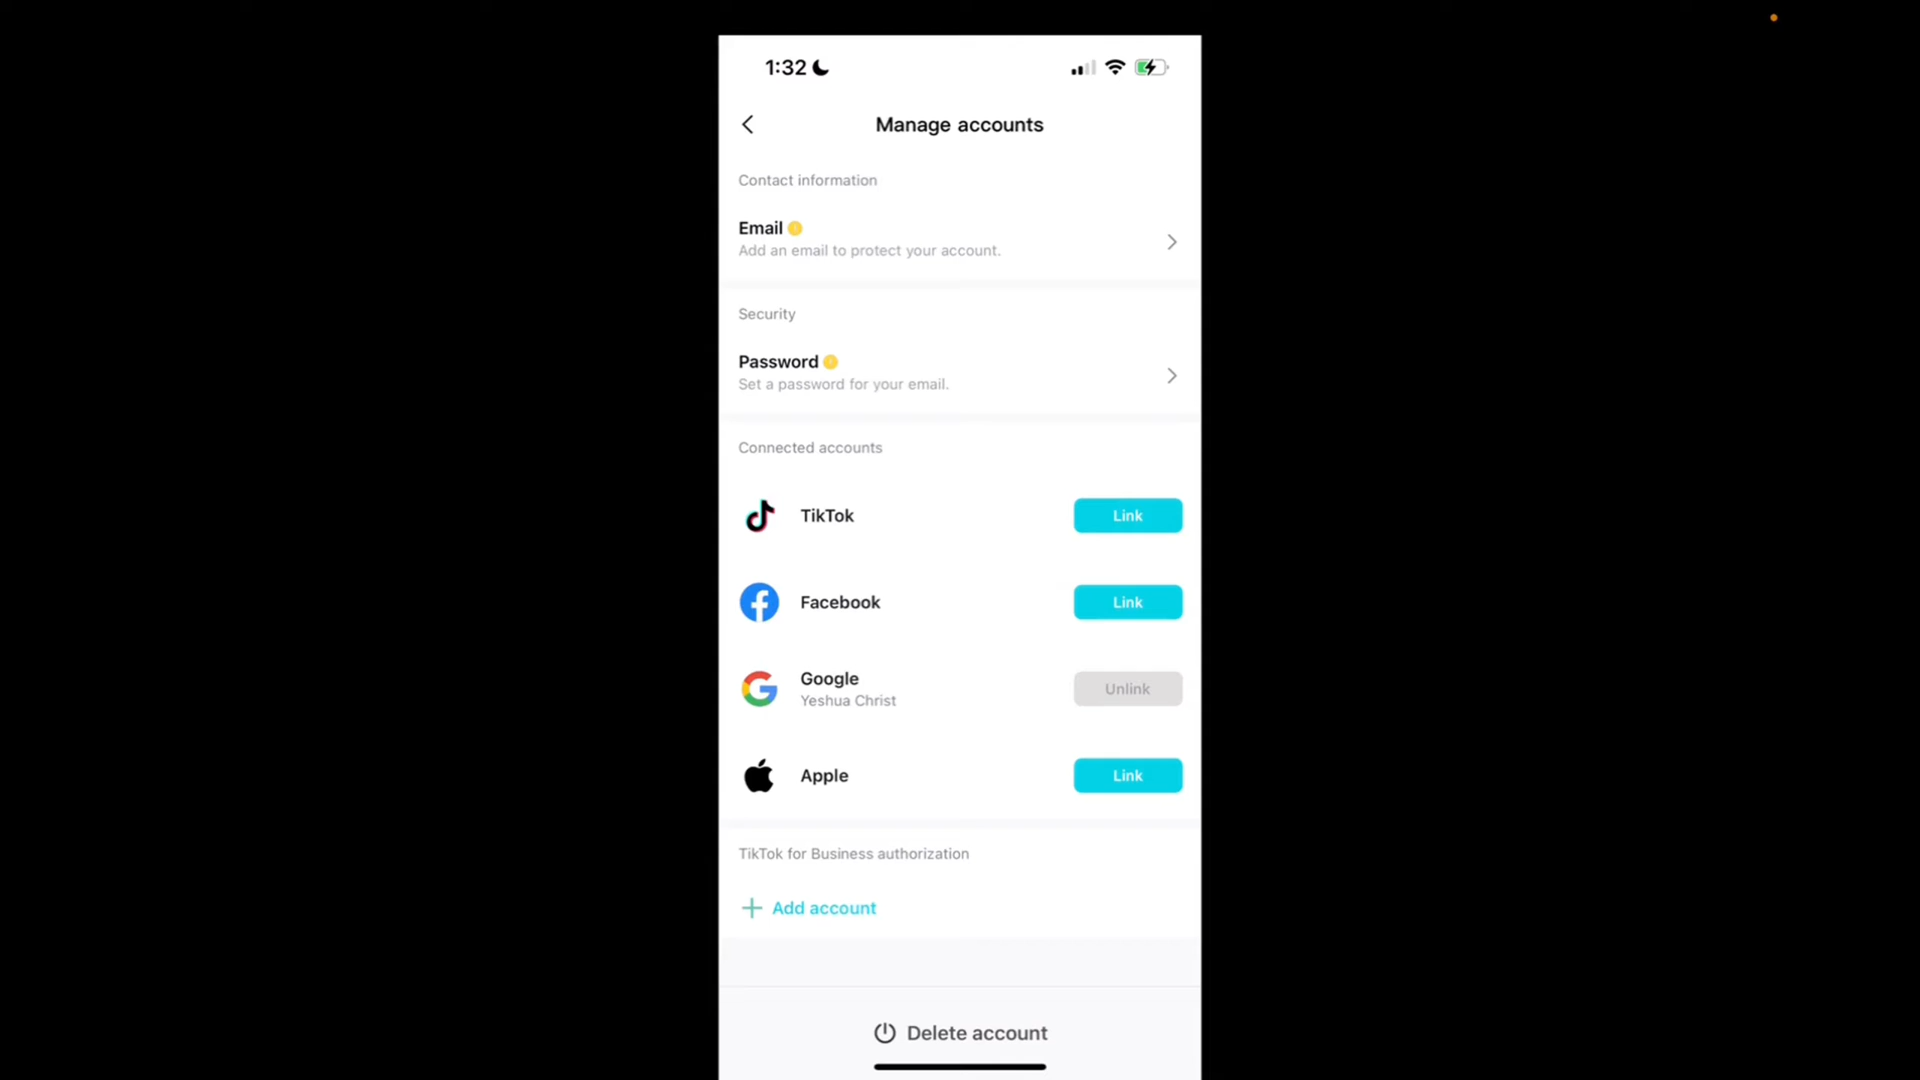 1:32
Manage accounts
Contact information
Email
Add an email to protect your account.
Security
Password
Set a password for your email.
Connected accounts
TikTok
Link
Facebook
Link
Google
Yeshua Christ
Unlink
Apple
Link
TikTok for Business authorization
Add account
Delete account